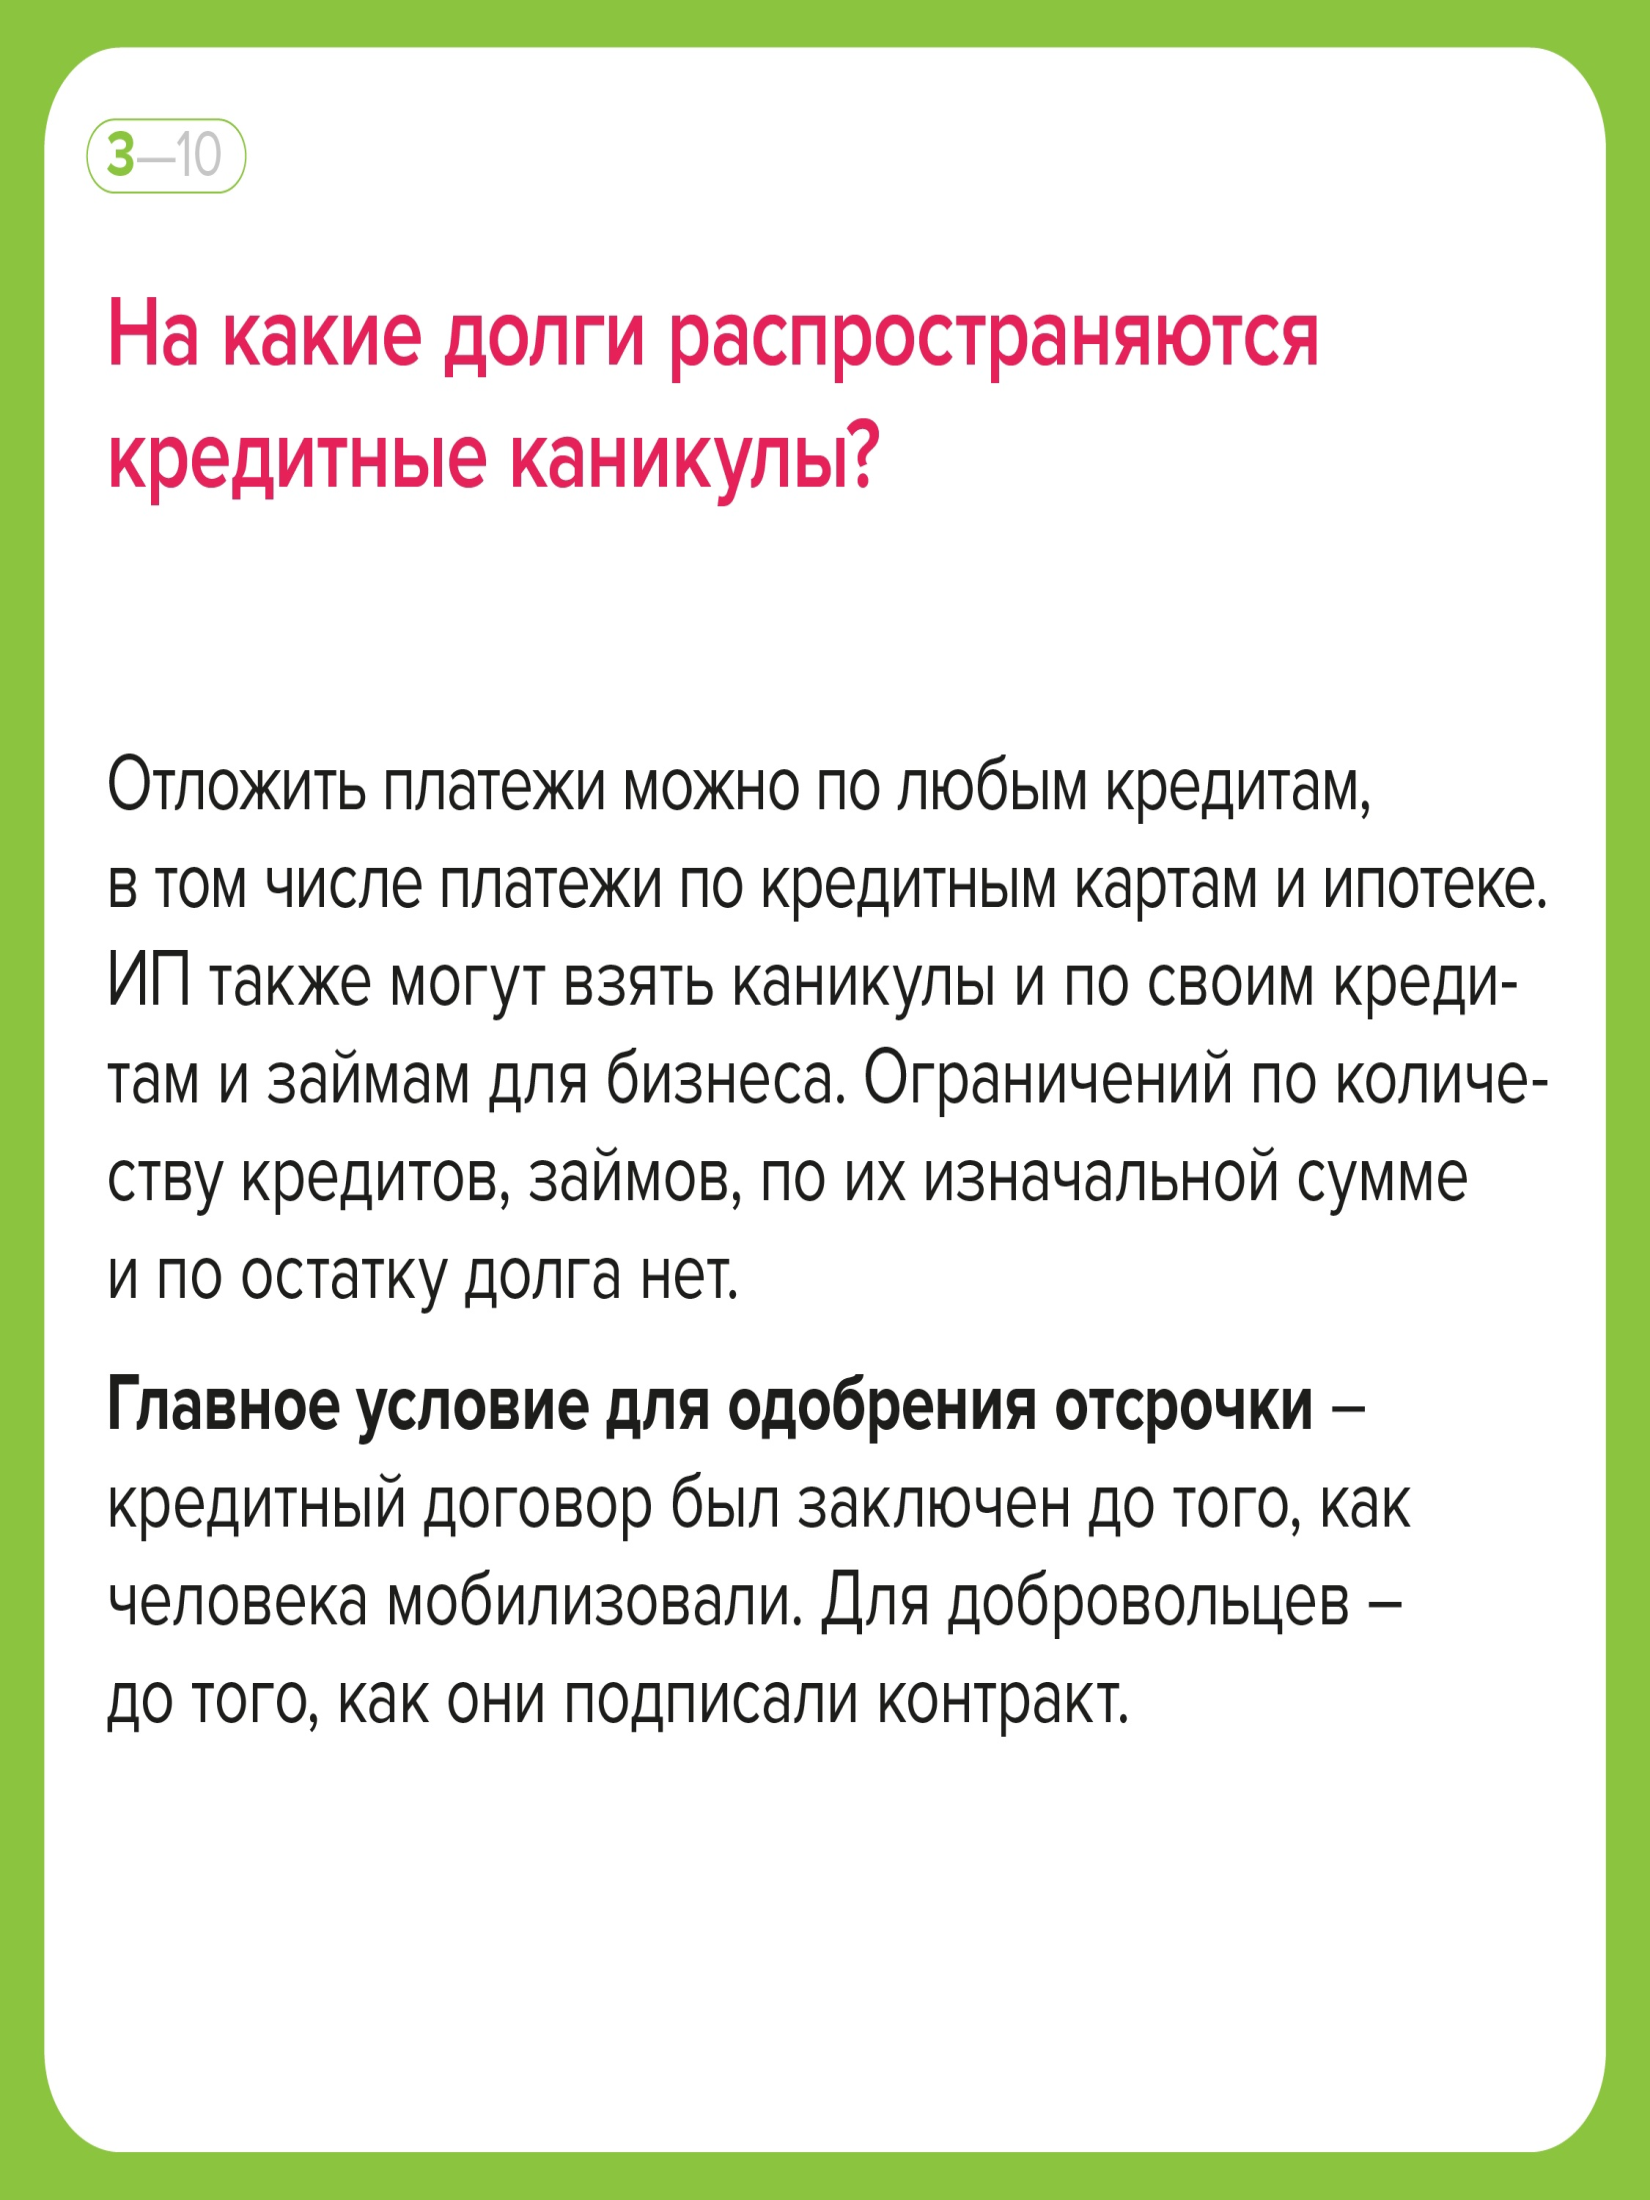 3—10
На какие долги распространяются
кредитные каникулы?
Отложить платежи можно по любым кредитам,
в том числе платежи по кредитным картам и ипотеке.
ИП также могут взять каникулы и по своим креди-
там и займам для бизнеса. Ограничений по количе-
ству кредитов, займов, по их изначальной сумме
и по остатку долга нет.
Главное условие для одобрения отсрочки –
кредитный договор был заключен до того, как
человека мобилизовали. Для добровольцев –
до того, как они подписали контракт.